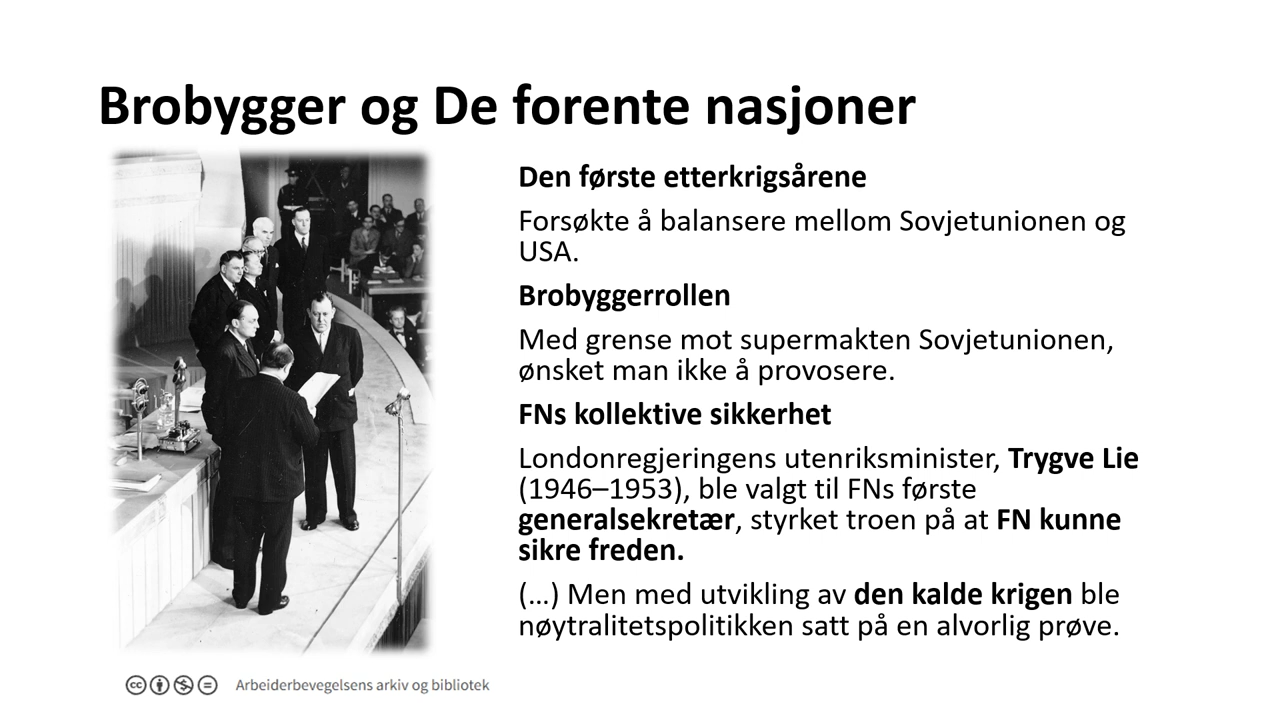 Brobygger og De forente nasjoner
Den første etterkrigsårene
Forsøkte å balansere mellom Sovjetunionen og
USA.
Brobyggerrollen
Med grense mot supermakten Sovjetunionen,
ønsket man ikke å provosere.
FNs kollektive sikkerhet
Londonregjeringens utenriksminister, Trygve Lie
(1946–1953), ble valgt til FNs første
generalsekretær, styrket troen på at FN kunne
sikre freden.
(…) Men med utvikling av den kalde krigen ble
nøytralitetspolitikken satt på en alvorlig prøve.
cc Arbeiderbevegelsens arkiv og bibliotek